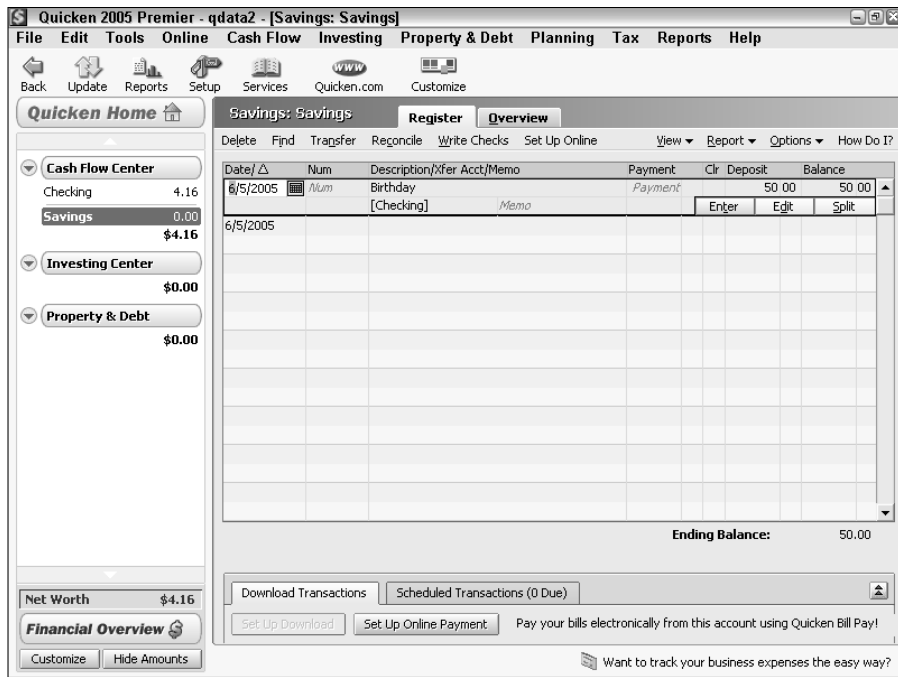 Quicken 2005 Premier - qdata2 - [Savings: Savings]
File Edit Tools Online Cash Flow Investing Property & Debt Planning Tax Reports Help
WWW
Back Update Reports Setup Services Quicken.com Customize
Quicken Home
Savings: Savings Register Overview
Delete Find Transfer Reconcile Write Checks Set Up Online View Report Options How Do I?
Cash Flow Center
Checking 4.16
Savings 0.00
$4.16
Investing Center
$0.00
Property & Debt
$0.00
Date/ Num Description/Xfer Acct/Memo Payment Clr Deposit Balance
6/5/2005 Num Birthday Payment 50 00 50 00
[Checking] Memo Enter Edit Split
6/5/2005
Ending Balance: 50.00
Net Worth $4.16
Financial Overview
Customize Hide Amounts
Download Transactions Scheduled Transactions (0 Due)
Set Up Download Set Up Online Payment Pay your bills electronically from this account using Quicken Bill Pay!
Want to track your business expenses the easy way?